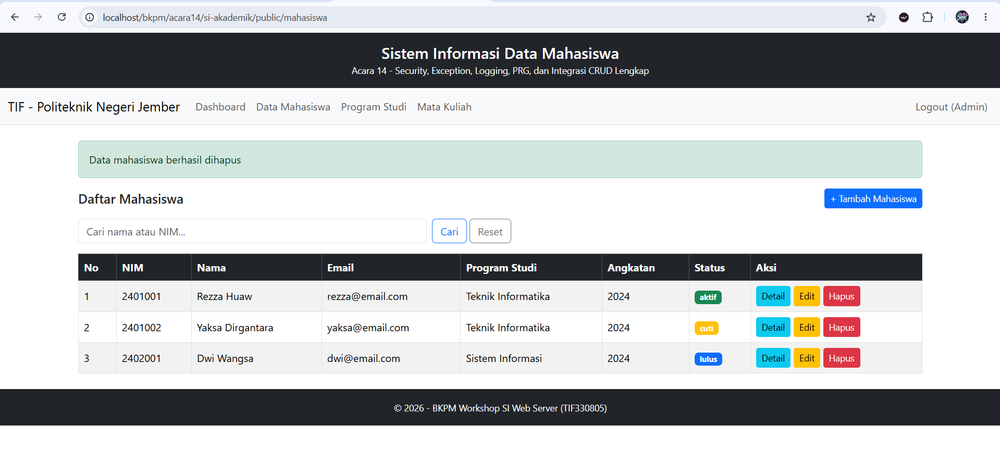 localhost/bkpm/acara14/si-akademik/public/mahasiswa
Sistem Informasi Data Mahasiswa
Acara 14 - Security, Exception, Logging, PRG, dan Integrasi CRUD Lengkap
TIF - Politeknik Negeri Jember Dashboard Data Mahasiswa Program Studi Mata Kuliah Logout (Admin)
Data mahasiswa berhasil dihapus
Daftar Mahasiswa + Tambah Mahasiswa
Cari nama atau NIM... Cari Reset
No NIM Nama Email Program Studi Angkatan Status Aksi
1 2401001 Rezza Huaw rezza@email.com Teknik Informatika 2024 aktif Detail Edit Hapus
2 2401002 Yaksa Dirgantara yaksa@email.com Teknik Informatika 2024 cuti Detail Edit Hapus
3 2402001 Dwi Wangsa dwi@email.com Sistem Informasi 2024 lulus Detail Edit Hapus
© 2026 - BKPM Workshop SI Web Server (TIF330805)